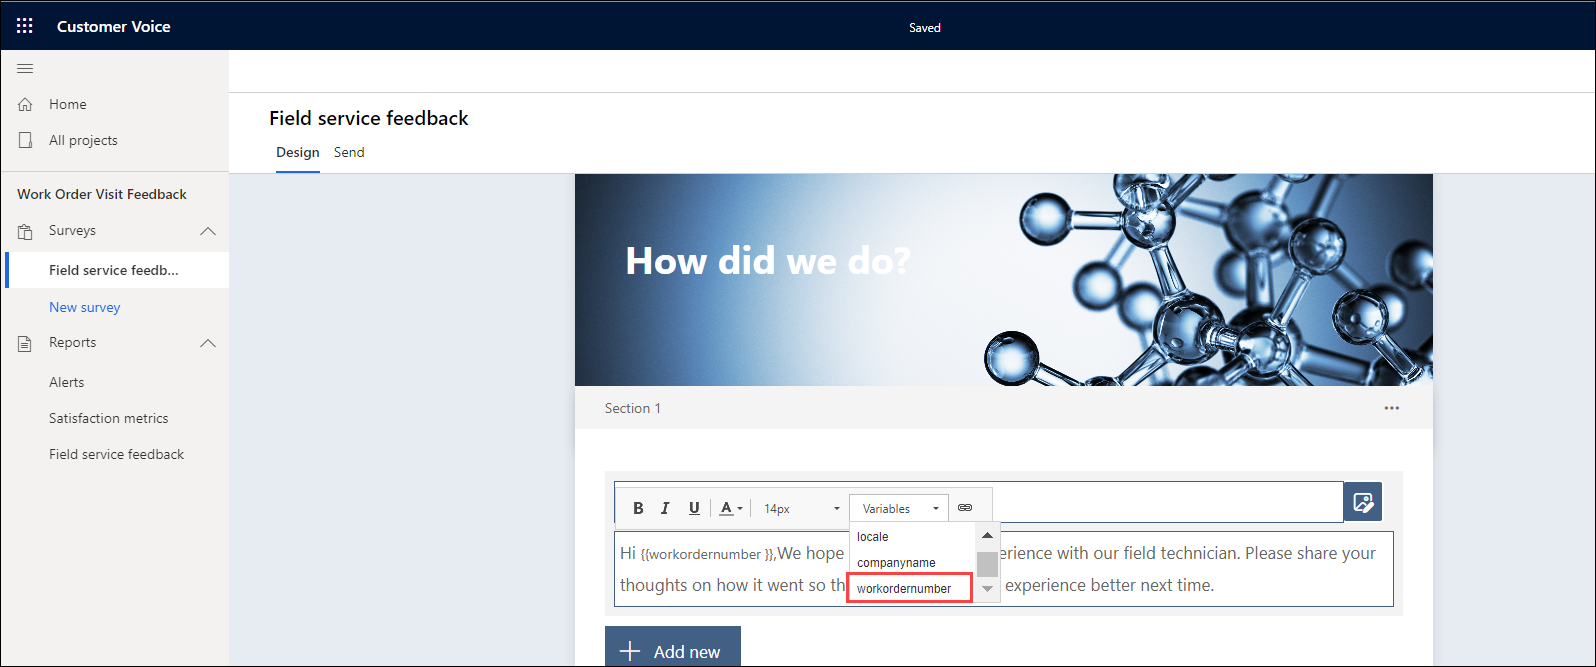 Customer Voice
Saved
Home
All projects
Work Order Visit Feedback
Surveys
Field service feedb...
New survey
Reports
Alerts
Satisfaction metrics
Field service feedback
Field service feedback
Design Send
How did we do?
Section 1
B I U A 14px Variables
locale
companyname
workordernumber
Hi {{workordernumber }},We hope erience with our field technician. Please share your
thoughts on how it went so th experience better next time.
Add new